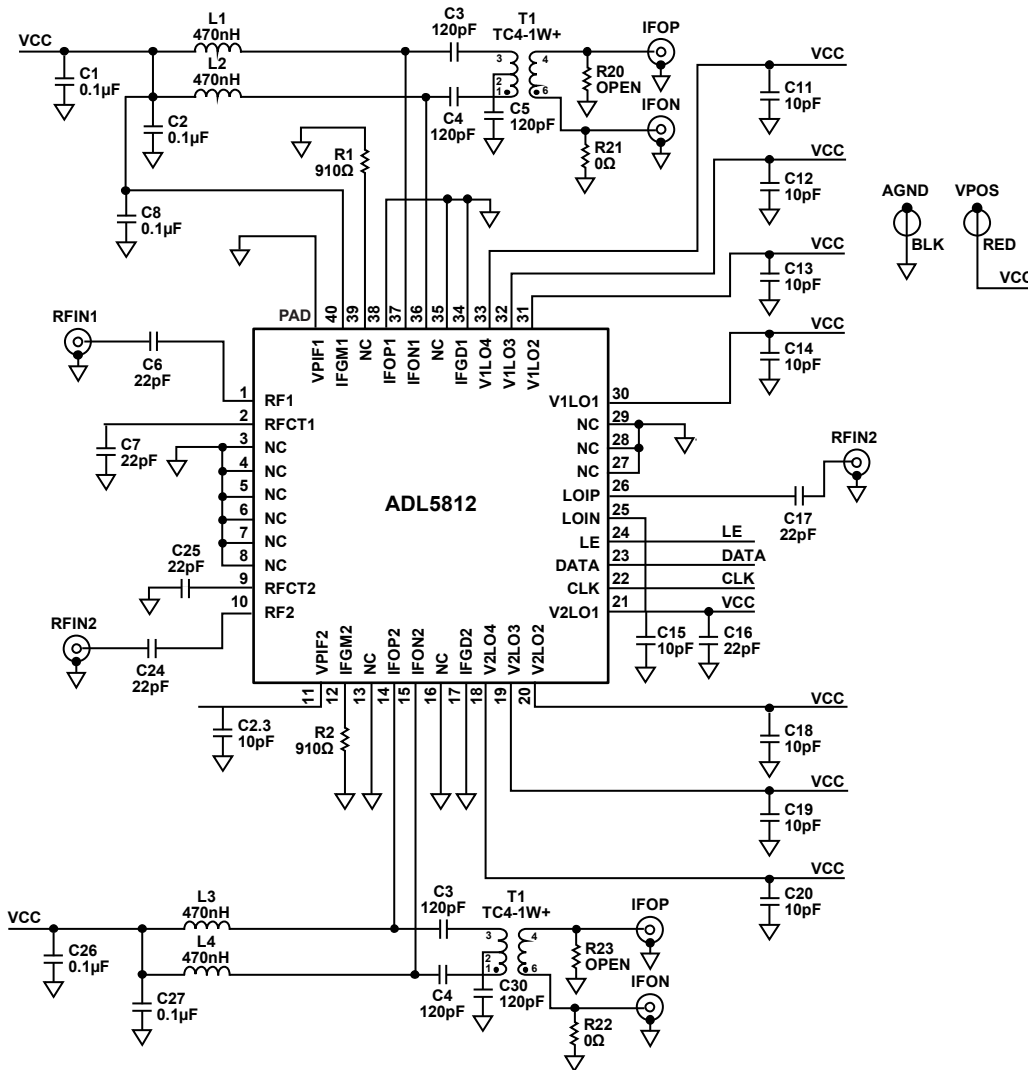 L1
470nH
VCC
C1
0.1µF
L2
470nH
C2
0.1µF
C3
120pF
T1
TC4-1W+
3
2
1
4
6
C4
120pF
C5
120pF
IFOP
R20
OPEN
IFON
R21
0Ω
VCC
C11
10pF
VCC
C12
10pF
VCC
C13
10pF
VCC
C14
10pF
AGND
BLK
VPOS
RED
VCC
R1
910Ω
C8
0.1µF
PAD
40
39
38
37
36
35
34
33
32
31
VPIF1
IFGM1
NC
IFOP1
IFON1
NC
IFGD1
V1LO4
V1LO3
V1LO2
RFIN1
C6
22pF
C7
22pF
1
2
3
4
5
6
7
8
9
10
RF1
RFCT1
NC
NC
NC
NC
NC
NC
RFCT2
RF2
ADL5812
V1LO1
NC
NC
NC
LOIP
LOIN
LE
DATA
CLK
V2LO1
30
29
28
27
26
25
24
23
22
21
RFIN2
C17
22pF
LE
DATA
CLK
VCC
C15
10pF
C16
22pF
C25
22pF
RFIN2
C24
22pF
VPIF2
IFGM2
NC
IFOP2
IFON2
NC
IFGD2
V2LO4
V2LO3
V2LO2
11
12
13
14
15
16
17
18
19
20
C2.3
10pF
R2
910Ω
VCC
C18
10pF
VCC
C19
10pF
VCC
C20
10pF
VCC
C26
0.1µF
L3
470nH
L4
470nH
C27
0.1µF
C3
120pF
T1
TC4-1W+
3
2
1
4
6
C4
120pF
C30
120pF
IFOP
R23
OPEN
IFON
R22
0Ω